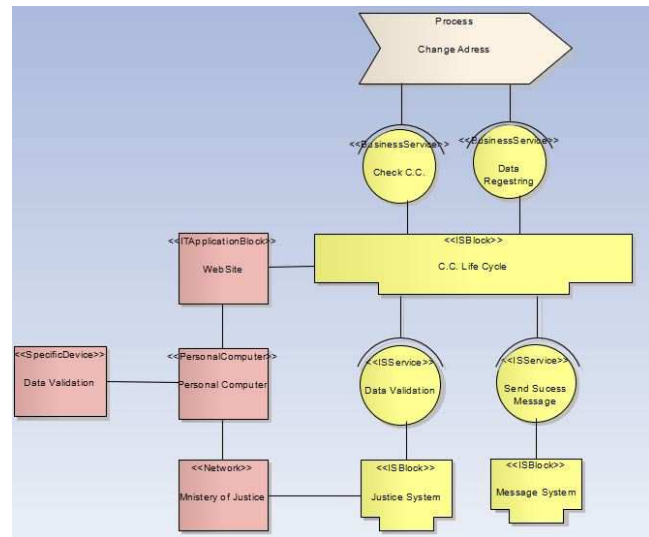 Process
Change Adress
<<BusinessService>>
Check C.C.
<<BusinessService>>
Data
Regestring
<<ITApplicationBlock>>
WebSite
<<ISBlock>>
C.C. Life Cycle
<<SpecificDevice>>
Data Validation
<<PersonalComputer>>
Personal Computer
<<ISService>>
Data Validation
<<ISService>>
Send Sucess
Message
<<Network>>
Mnistery of Justice
<<ISBlock>>
Justice System
<<ISBlock>>
Message System